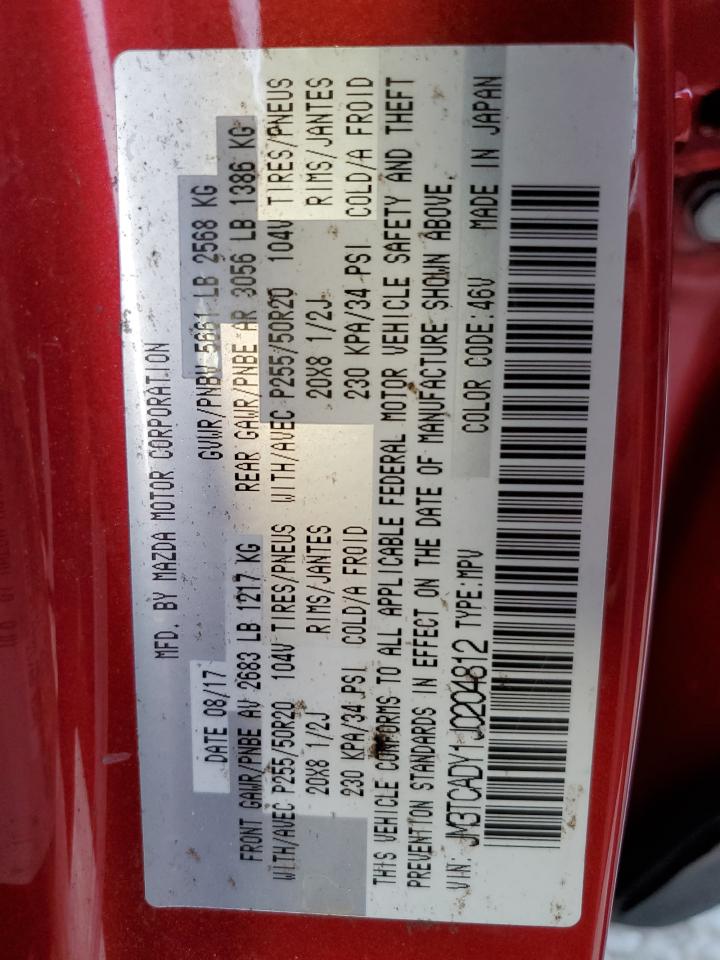 MFD. BY MAZDA MOTOR CORPORATION
DATE 08/17 GVWR/PNBV 5661 LB 2568 KG
FRONT GAWR/PNBE AV 2683 LB 1217 KG REAR GAWR/PNBE AR 3056 LB 1386 KG
WITH/AVEC P255/50R20 104V TIRES/PNEUS WITH/AVEC P255/50R20 104V TIRES/PNEUS
20X8 1/2J RIMS/JANTES 20X8 1/2J RIMS/JANTES
230 KPA/34 PSI COLD/A FROID 230 KPA/34 PSI COLD/A FROID
THIS VEHICLE CONFORMS TO ALL APPLICABLE FEDERAL MOTOR VEHICLE SAFETY AND THEFT
PREVENTION STANDARDS IN EFFECT ON THE DATE OF MANUFACTURE SHOWN ABOVE.
VIN: JM3TCADY1J0204812 TYPE:MPV COLOR CODE:46V MADE IN JAPAN